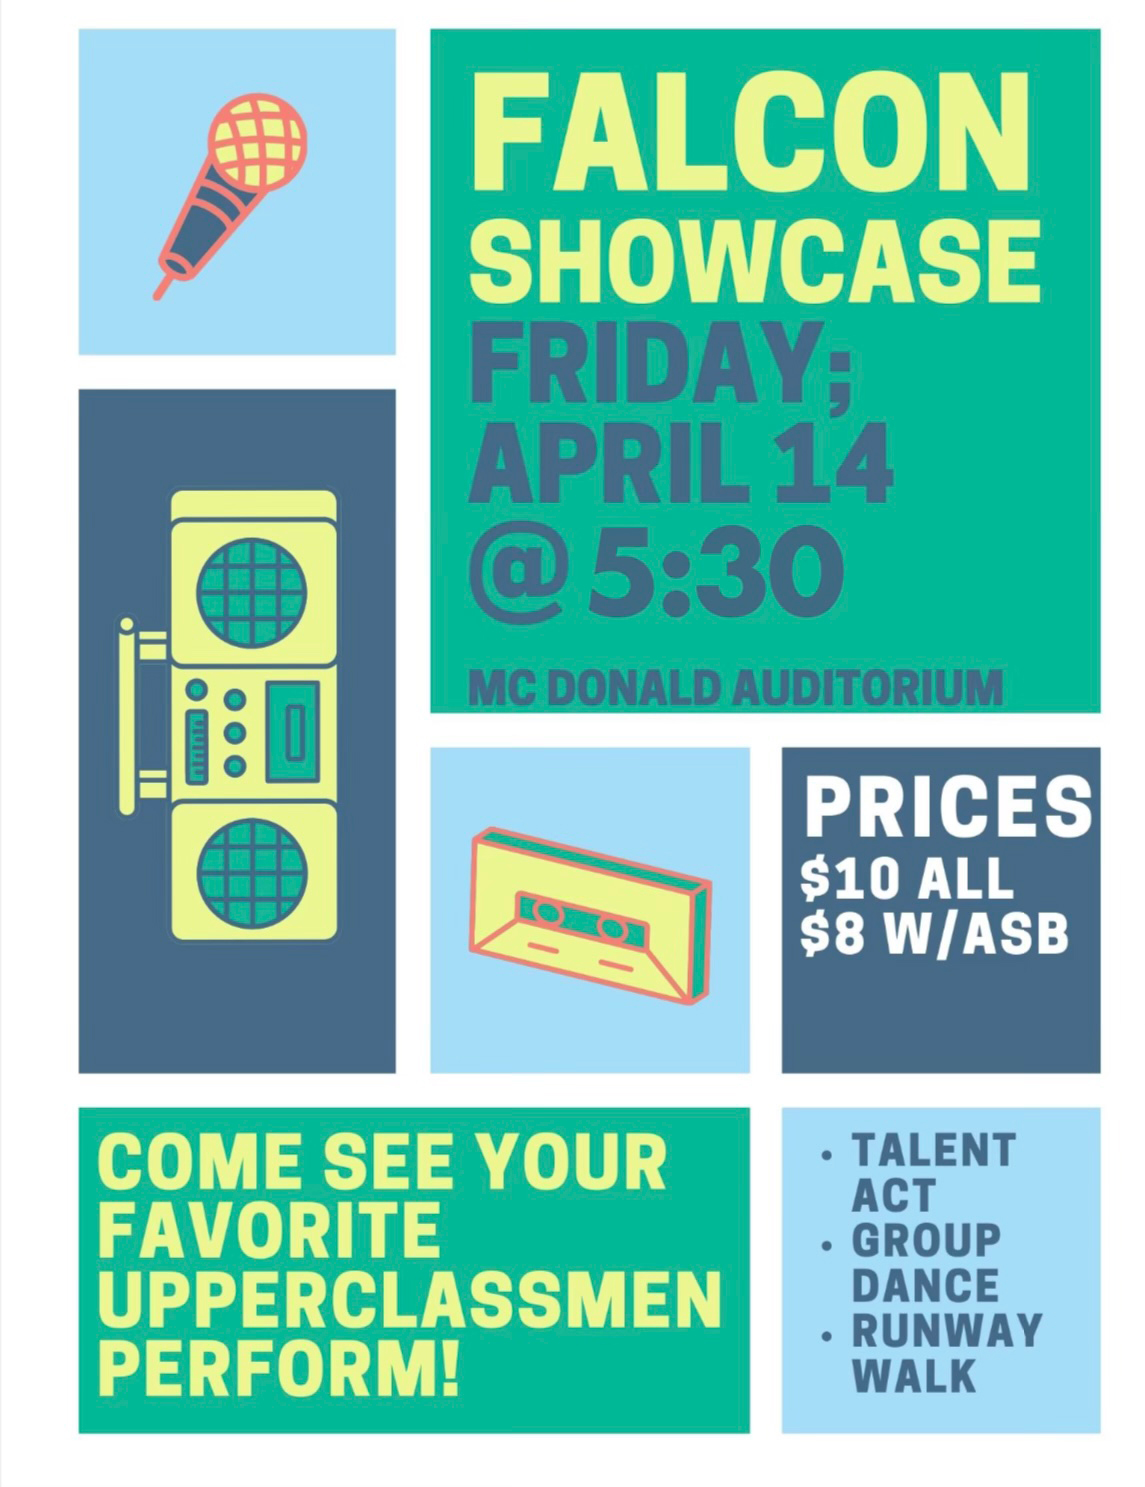 FALCON
SHOWCASE
FRIDAY;
APRIL 14
@ 5:30
MC DONALD AUDITORIUM
PRICES
$10 ALL
$8 W/ASB
COME SEE YOUR
FAVORITE
UPPERCLASSMEN
PERFORM!
• TALENT
ACT
• GROUP
DANCE
• RUNWAY
WALK